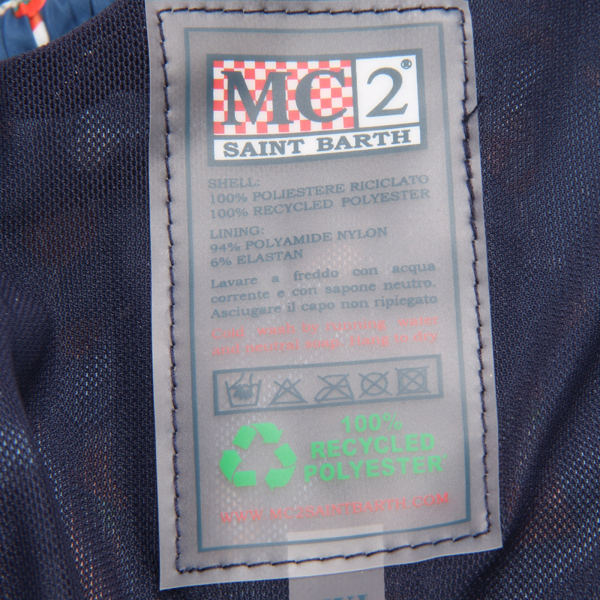 MC2®
SAINT BARTH
SHELL:
100% POLIESTERE RICICLATO
100% RECYCLED POLYESTER
LINING:
94% POLYAMIDE NYLON
6% ELASTAN
Lavare a freddo con acqua
corrente e con sapone neutro.
Asciugare il capo non ripiegato
Cold wash in running water
and neutral soap. Hang to dry
100%
RECYCLED
POLYESTER
WWW.MC2SAINTBARTH.COM